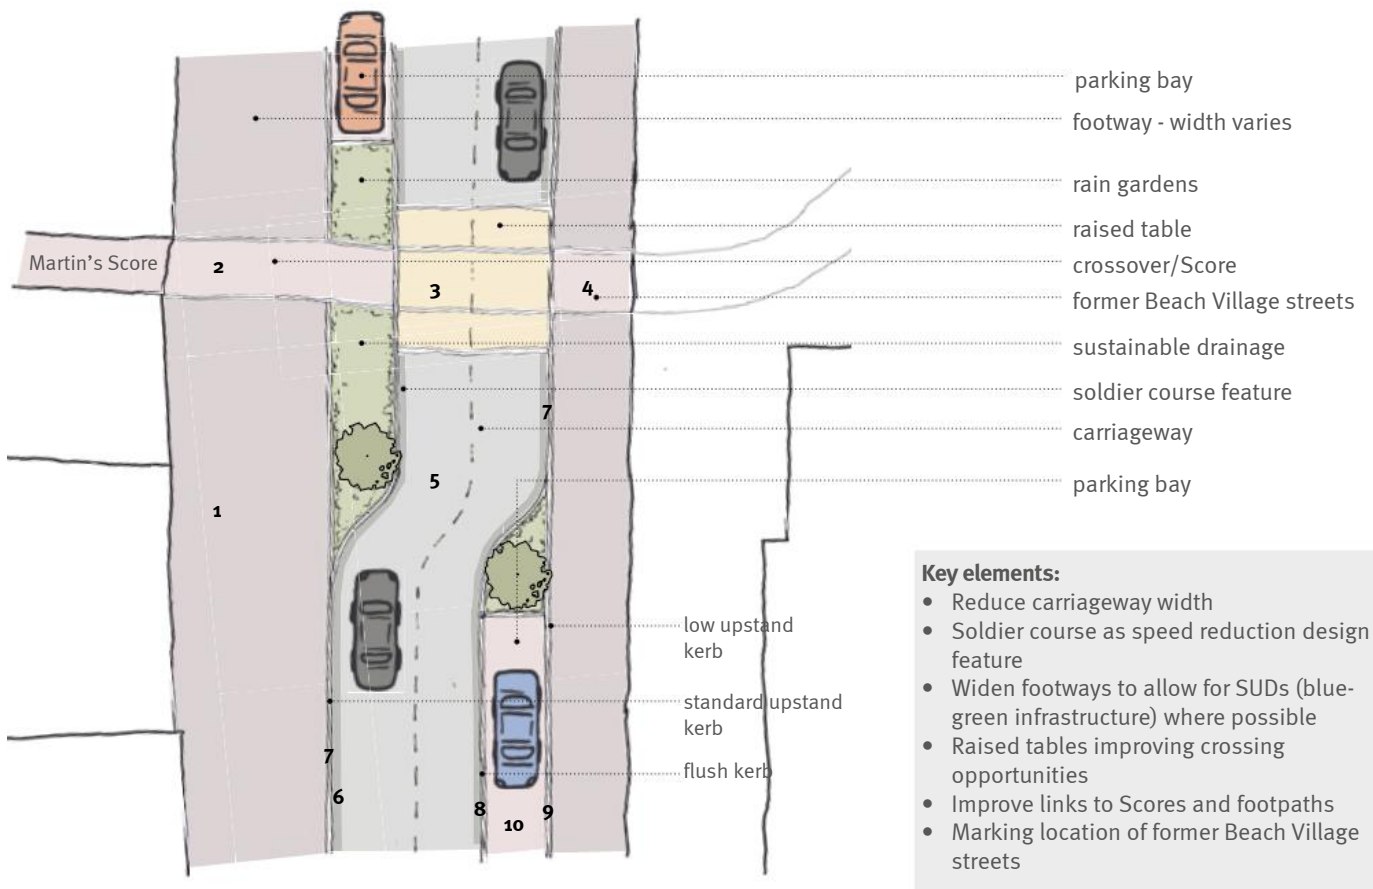 parking bay
footway - width varies
rain gardens
raised table
Martin's Score
2
crossover/Score
3
4
former Beach Village streets
sustainable drainage
soldier course feature
7
carriageway
5
parking bay
1
low upstand
kerb
standard upstand
kerb
7
flush kerb
6
8
10
9
Key elements:
• Reduce carriageway width
• Soldier course as speed reduction design
feature
• Widen footways to allow for SUDs (blue-
green infrastructure) where possible
• Raised tables improving crossing
opportunities
• Improve links to Scores and footpaths
• Marking location of former Beach Village
streets